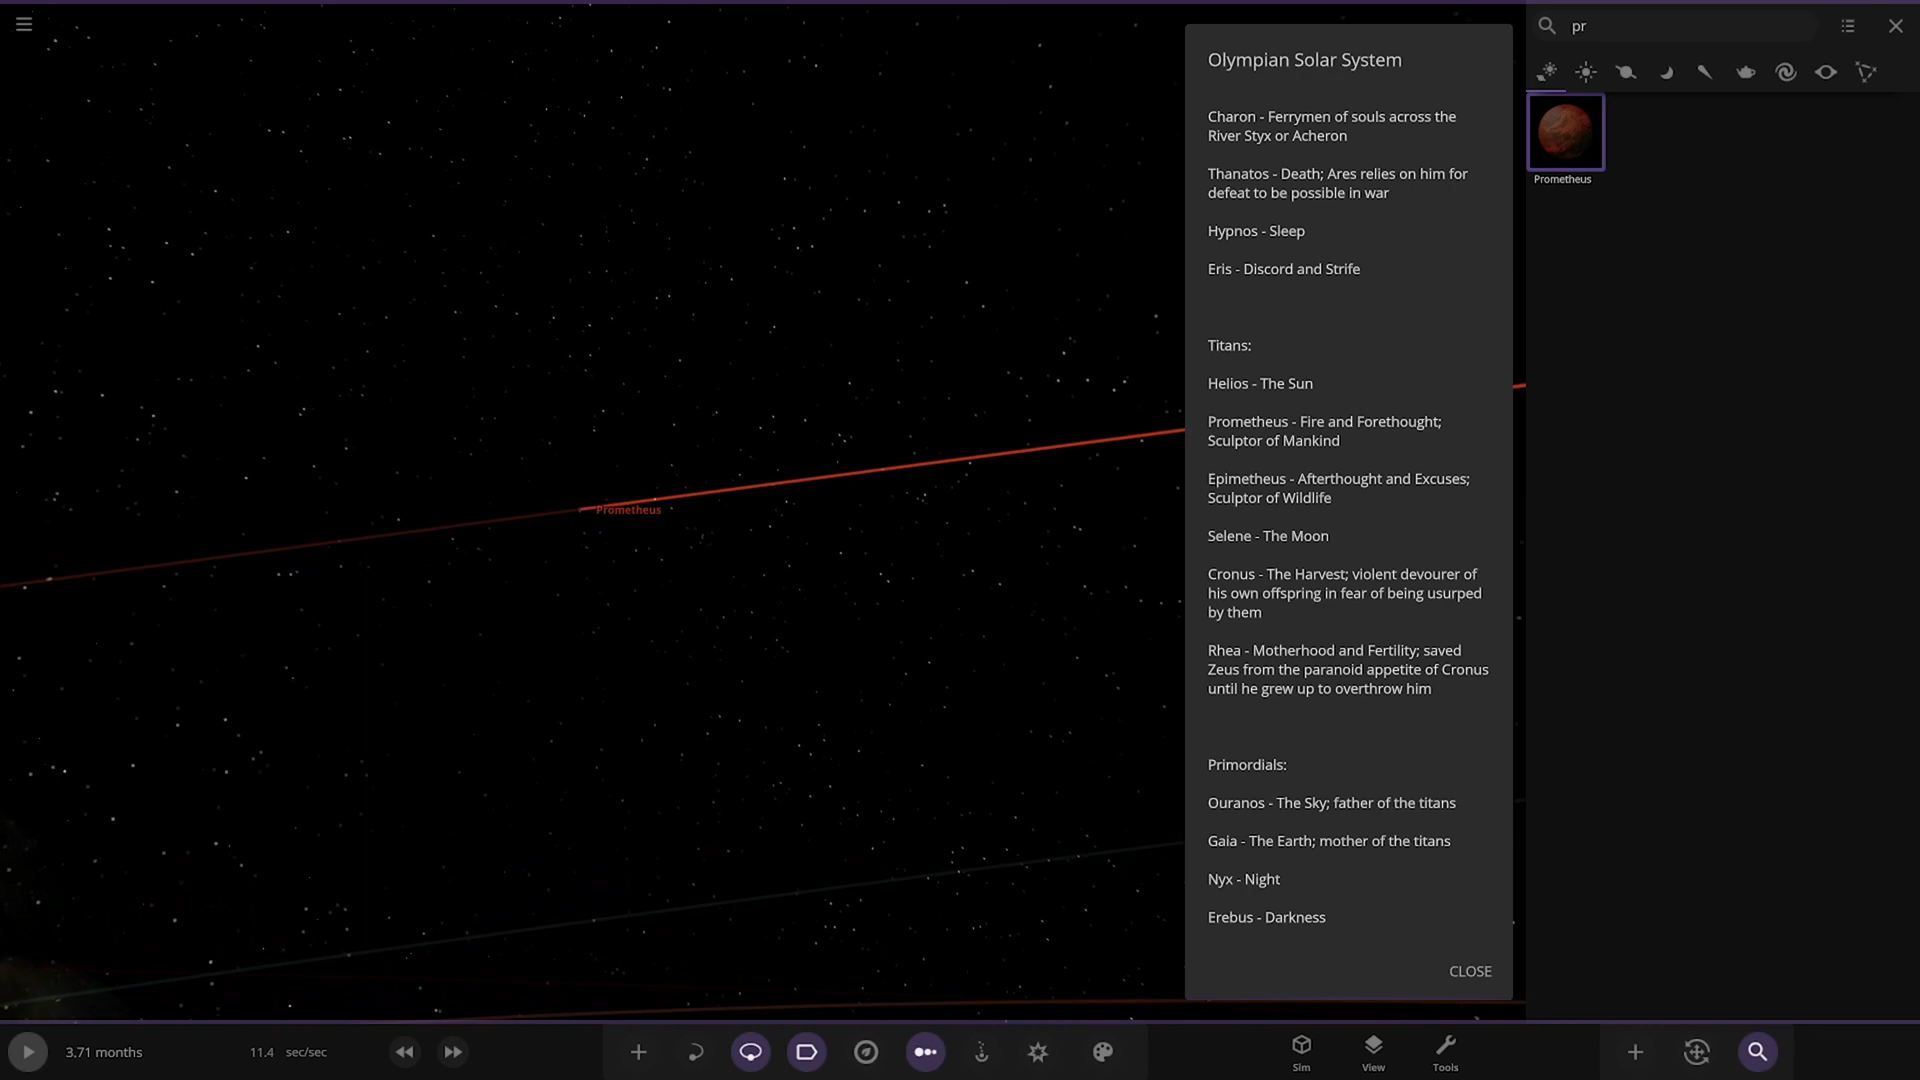 pr
Olympian Solar System
Charon - Ferrymen of souls across the
River Styx or Acheron
Thanatos - Death; Ares relies on him for
defeat to be possible in war
Hypnos - Sleep
Eris - Discord and Strife
Titans:
Helios - The Sun
Prometheus - Fire and Forethought;
Sculptor of Mankind
Epimetheus - Afterthought and Excuses;
Sculptor of Wildlife
Selene - The Moon
Cronus - The Harvest; violent devourer of
his own offspring in fear of being usurped
by them
Rhea - Motherhood and Fertility; saved
Zeus from the paranoid appetite of Cronus
until he grew up to overthrow him
Primordials:
Ouranos - The Sky; father of the titans
Gaia - The Earth; mother of the titans
Nyx - Night
Erebus - Darkness
CLOSE
Prometheus
Prometheus
3.71 months
11.4 sec/sec
Sim
View
Tools